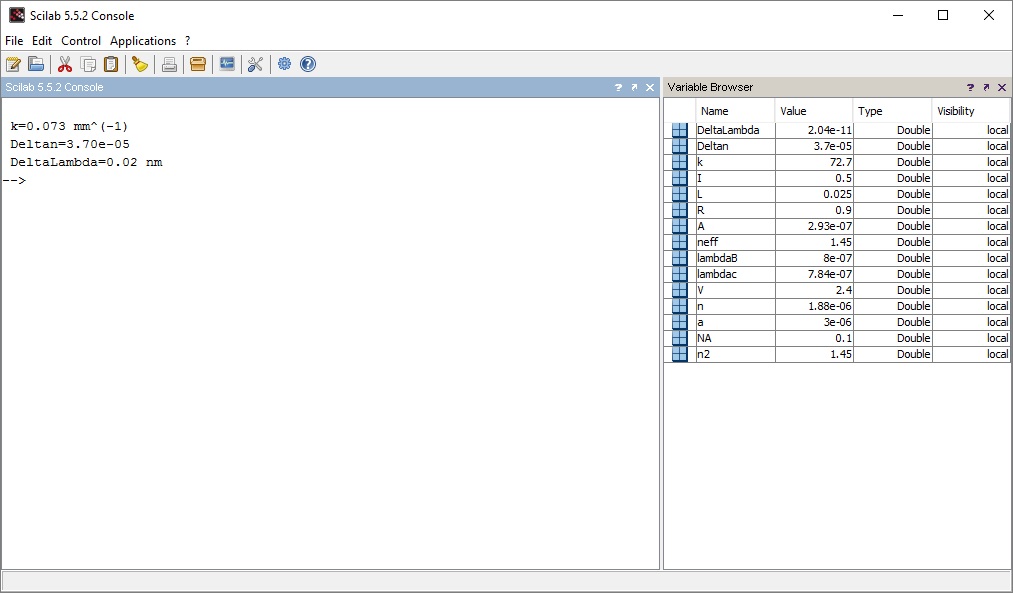 Scilab 5.5.2 Console
File Edit Control Applications ?
Scilab 5.5.2 Console
k=0.073 mm^(-1)
Deltan=3.70e-05
DeltaLambda=0.02 nm
-->
Variable Browser
Name Value Type Visibility
DeltaLambda 2.04e-11 Double local
Deltan 3.7e-05 Double local
k 72.7 Double local
I 0.5 Double local
L 0.025 Double local
R 0.9 Double local
A 2.93e-07 Double local
neff 1.45 Double local
lambdaB 8e-07 Double local
lambdac 7.84e-07 Double local
V 2.4 Double local
n 1.88e-06 Double local
a 3e-06 Double local
NA 0.1 Double local
n2 1.45 Double local